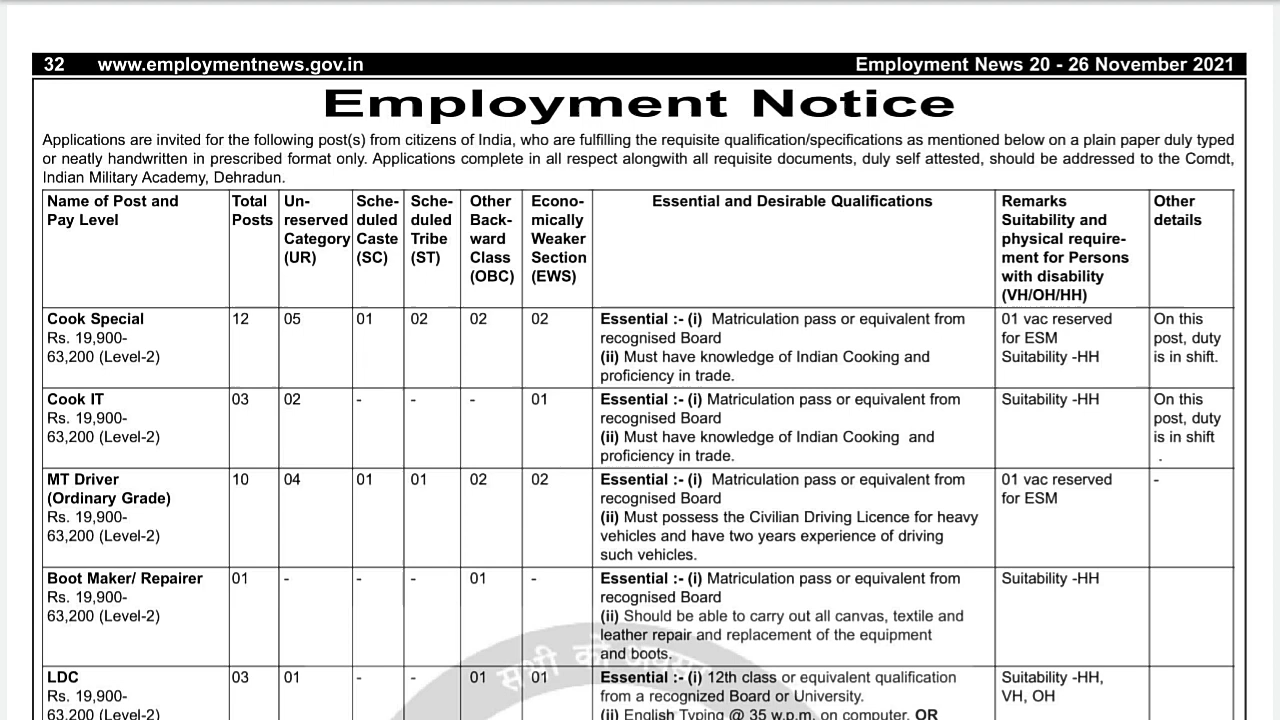 32 www.employmentnews.gov.in Employment News 20 - 26 November 2021
Employment Notice
Applications are invited for the following post(s) from citizens of India, who are fulfilling the requisite qualification/specifications as mentioned below on a plain paper duly typed
or neatly handwritten in prescribed format only. Applications complete in all respect alongwith all requisite documents, duly self attested, should be addressed to the Comdt,
Indian Military Academy, Dehradun.
Name of Post and
Pay Level
Total
Posts
Un-
reserved
Category
(UR)
Sche-
duled
Caste
(SC)
Sche-
duled
Tribe
(ST)
Other
Back-
ward
Class
(OBC)
Econo-
mically
Weaker
Section
(EWS)
Essential and Desirable Qualifications
Remarks
Suitability and
physical require-
ment for Persons
with disability
(VH/OH/HH)
Other
details
Cook Special
Rs. 19,900-
63,200 (Level-2)
12
05
01
02
02
02
Essential :- (i) Matriculation pass or equivalent from
recognised Board
(ii) Must have knowledge of Indian Cooking and
proficiency in trade.
01 vac reserved
for ESM
Suitability -HH
On this
post, duty
is in shift.
Cook IT
Rs. 19,900-
63,200 (Level-2)
03
02
-
-
-
01
Essential :- (i) Matriculation pass or equivalent from
recognised Board
(ii) Must have knowledge of Indian Cooking and
proficiency in trade.
Suitability -HH
On this
post, duty
is in shift
.
MT Driver
(Ordinary Grade)
Rs. 19,900-
63,200 (Level-2)
10
04
01
01
02
02
Essential :- (i) Matriculation pass or equivalent from
recognised Board
(ii) Must possess the Civilian Driving Licence for heavy
vehicles and have two years experience of driving
such vehicles.
01 vac reserved
for ESM
-
Boot Maker/ Repairer
Rs. 19,900-
63,200 (Level-2)
01
-
-
-
01
-
Essential :- (i) Matriculation pass or equivalent from
recognised Board
(ii) Should be able to carry out all canvas, textile and
leather repair and replacement of the equipment
and boots.
Suitability -HH
LDC
Rs. 19,900-
63,200 (Level-2)
03
01
-
-
01
01
Essential :- (i) 12th class or equivalent qualification
from a recognized Board or University.
(ii) English Typing @ 35 w.p.m. on computer. OR
Suitability -HH,
VH, OH
सभी को